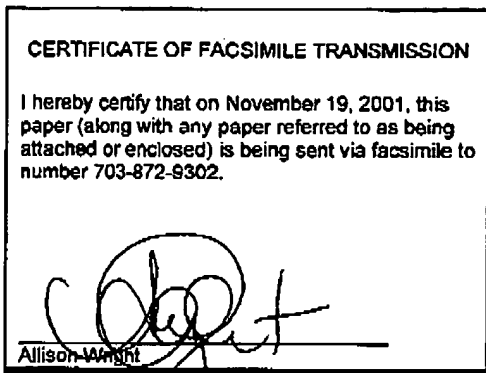 CERTIFICATE OF FACSIMILE TRANSMISSION
I hereby certify that on November 19, 2001, this
paper (along with any paper referred to as being
attached or enclosed) is being sent via facsimile to
number 703-872-9302.
Allison Wright